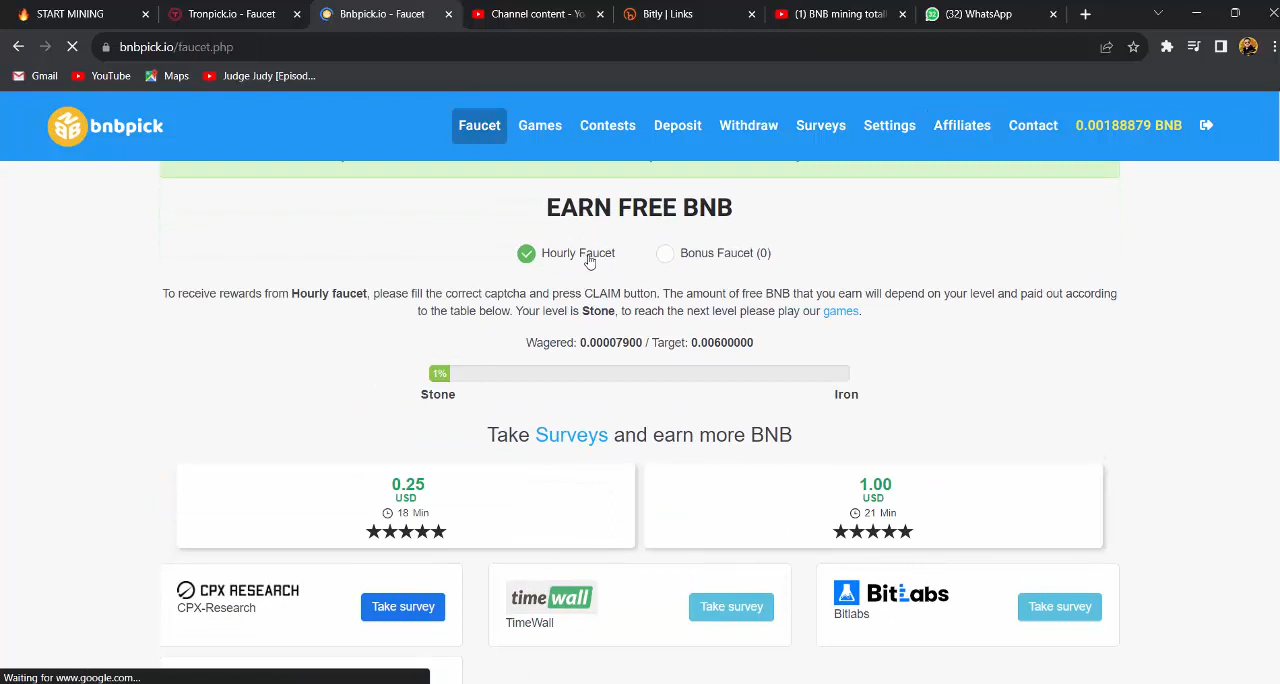 START MINING
Tronpick.io - Faucet
Bnbpick.io - Faucet
Channel content - Yo
Bitly | Links
(1) BNB mining total
(32) WhatsApp
bnbpick.io/faucet.php
Gmail
YouTube
Maps
Judge Judy [Episod...
bnbpick
Faucet
Games
Contests
Deposit
Withdraw
Surveys
Settings
Affiliates
Contact
0.00188879 BNB
EARN FREE BNB
Hourly Faucet
Bonus Faucet (0)
To receive rewards from Hourly faucet, please fill the correct captcha and press CLAIM button. The amount of free BNB that you earn will depend on your level and paid out according
to the table below. Your level is Stone, to reach the next level please play our games.
Wagered: 0.00007900 / Target: 0.00600000
1%
Stone
Iron
Take Surveys and earn more BNB
0.25
USD
18 Min
★★★★★
1.00
USD
21 Min
★★★★★
CPX RESEARCH
CPX-Research
Take survey
time wall
TimeWall
Take survey
BitLabs
Bitlabs
Take survey
Waiting for www.google.com...